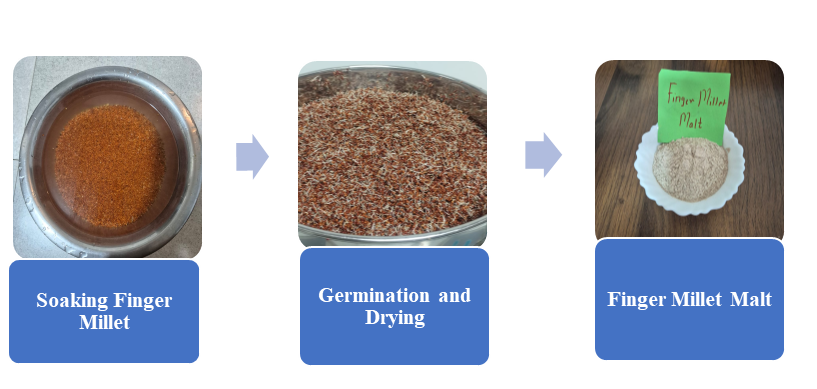 Finger Millet
Malt
Soaking Finger
Millet
Germination and
Drying
Finger Millet Malt